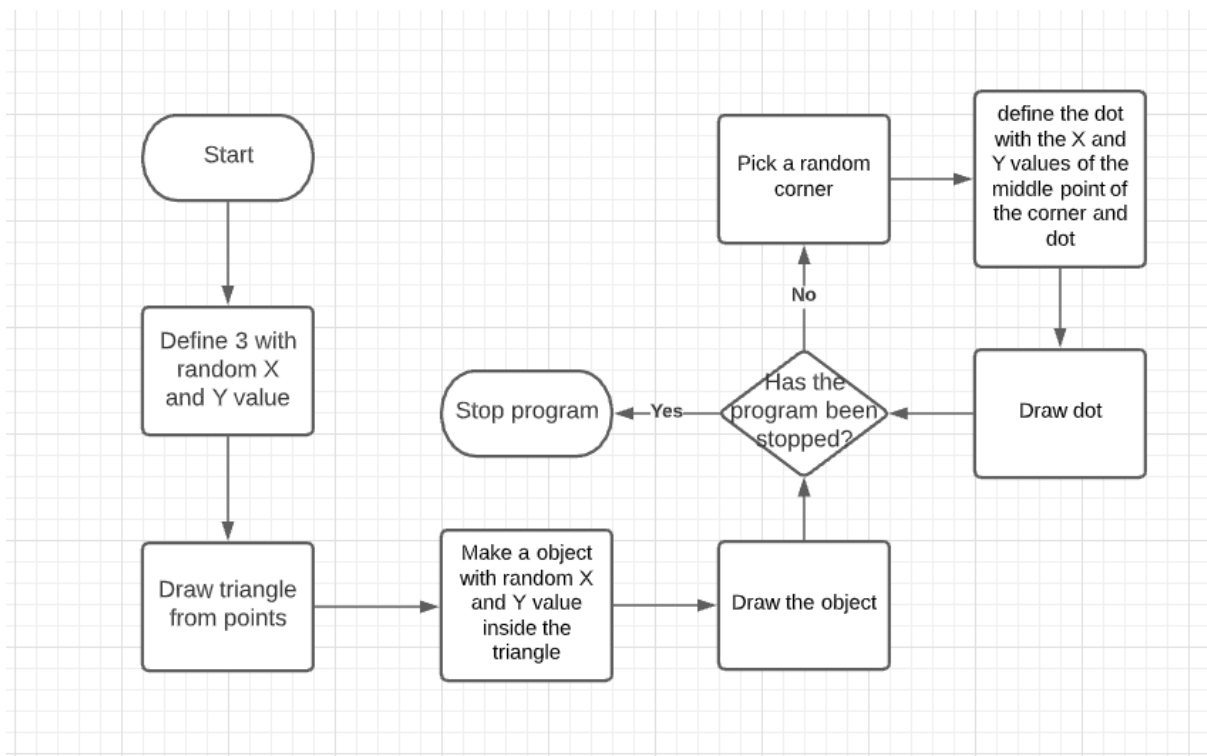 Start
Define 3 with
random X
and Y value
Draw triangle
from points
Make a object
with random X
and Y value
inside the
triangle
Draw the object
Has the
program been
stopped?
Yes
Stop program
No
Pick a random
corner
define the dot
with the X and
Y values of the
middle point of
the corner and
dot
Draw dot